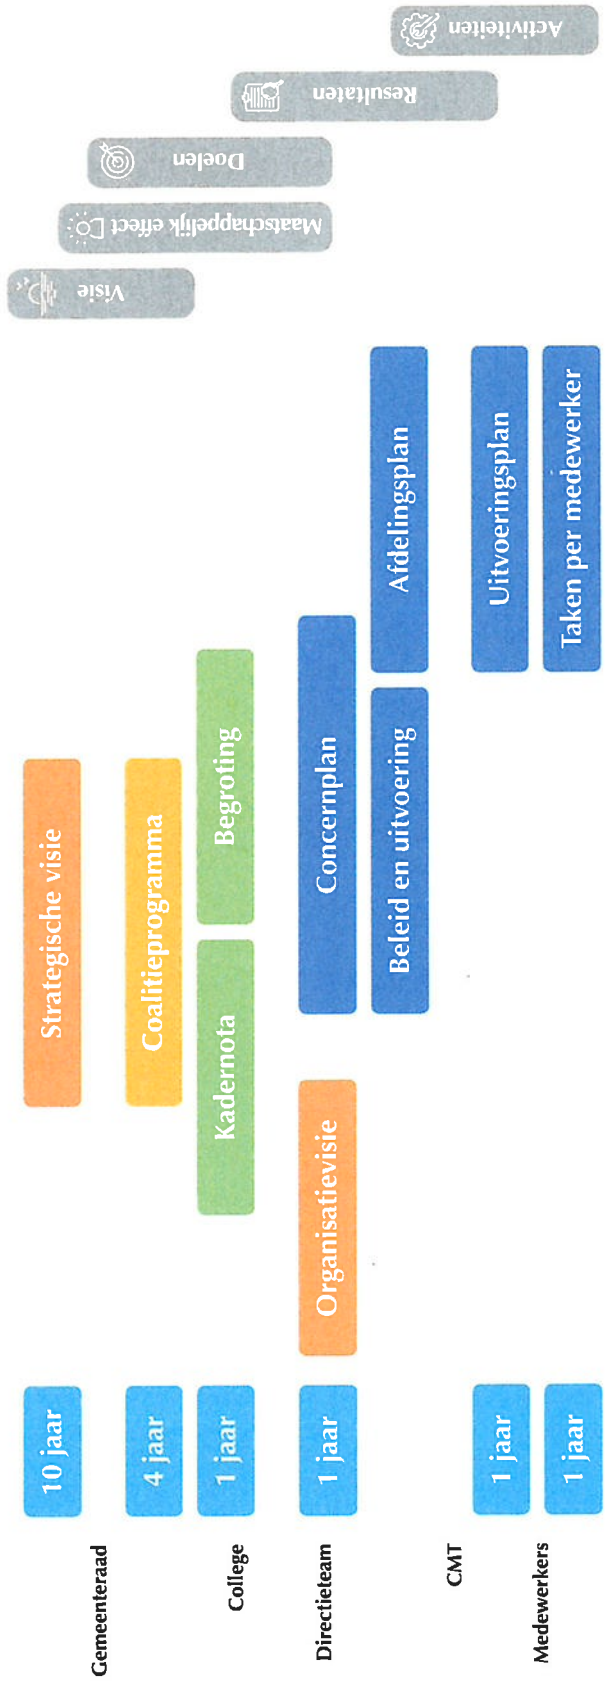 Gemeenteraad
10 jaar
Strategische visie
4 jaar
Coalitieprogramma
College
1 jaar
Kadernota
Begroting
Directieteam
1 jaar
Organisatievisie
Concernplan
Beleid en uitvoering
Afdelingsplan
CMT
1 jaar
Uitvoeringsplan
Medewerkers
1 jaar
Taken per medewerker
Visie
Maatschappelijk effect
Doelen
Resultaten
Activiteiten